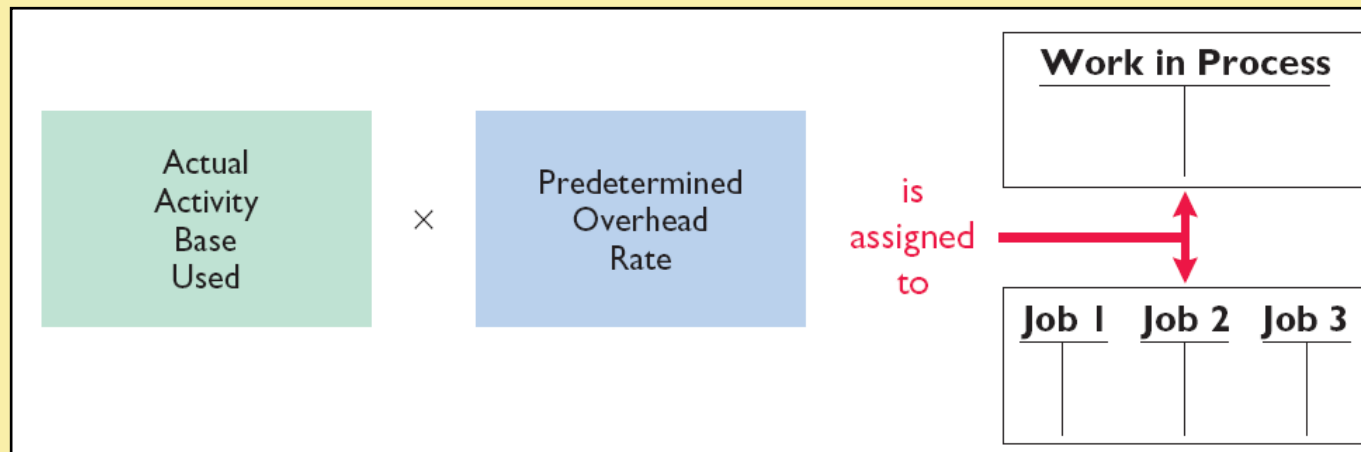 Actual
Activity
Base
Used
×
Predetermined
Overhead
Rate
is
assigned
to
Work in Process
Job 1 Job 2 Job 3